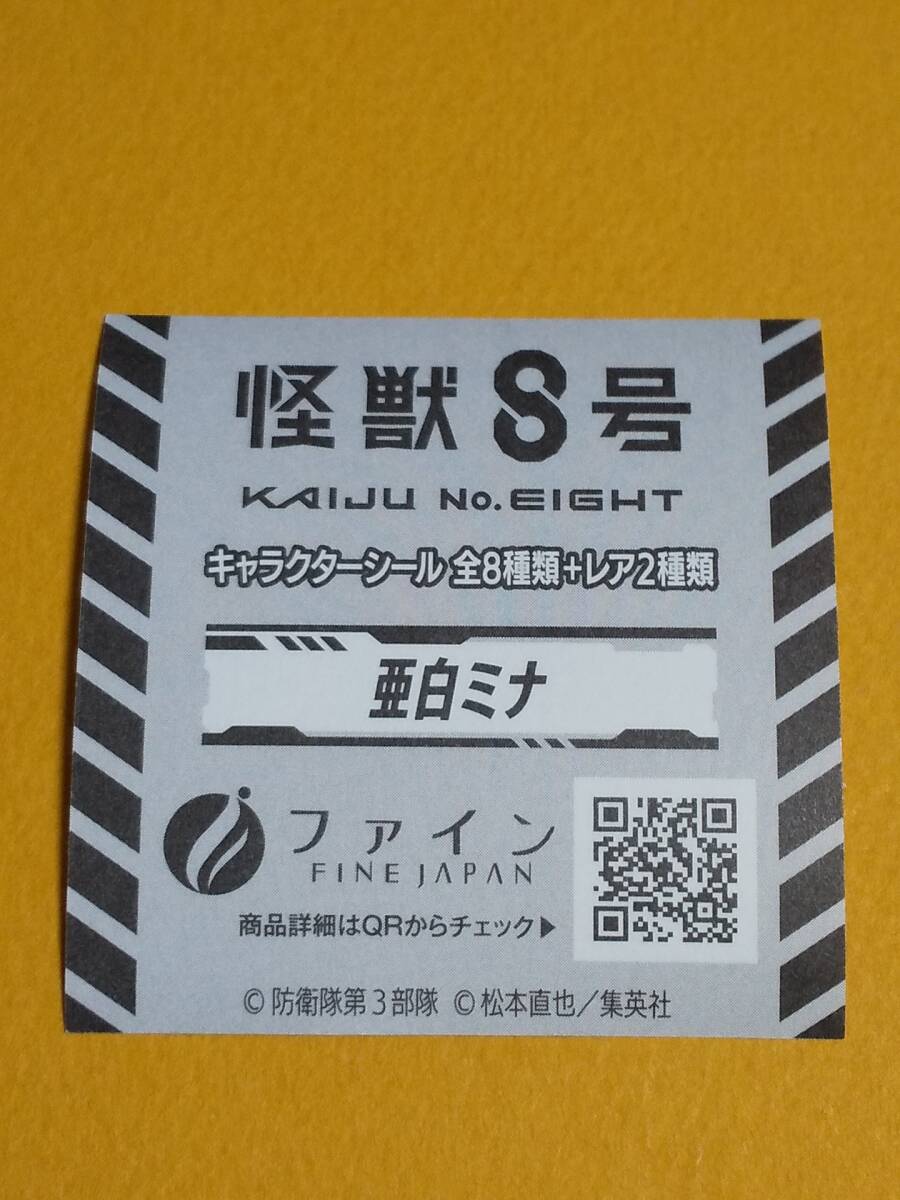 怪獣8号
KAIJU No.EIGHT
キャラクターシール 全8種類+レア2種類
亜白ミナ
ファイン
FINE JAPAN
商品詳細はQRからチェック▶
©防衛隊第3部隊 ©松本直也／集英社